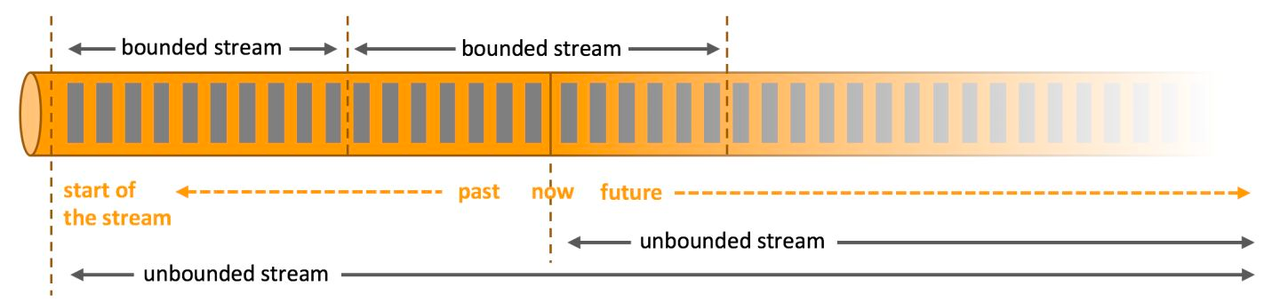 bounded stream
bounded stream
start of
the stream
past
now
future
unbounded stream
unbounded stream